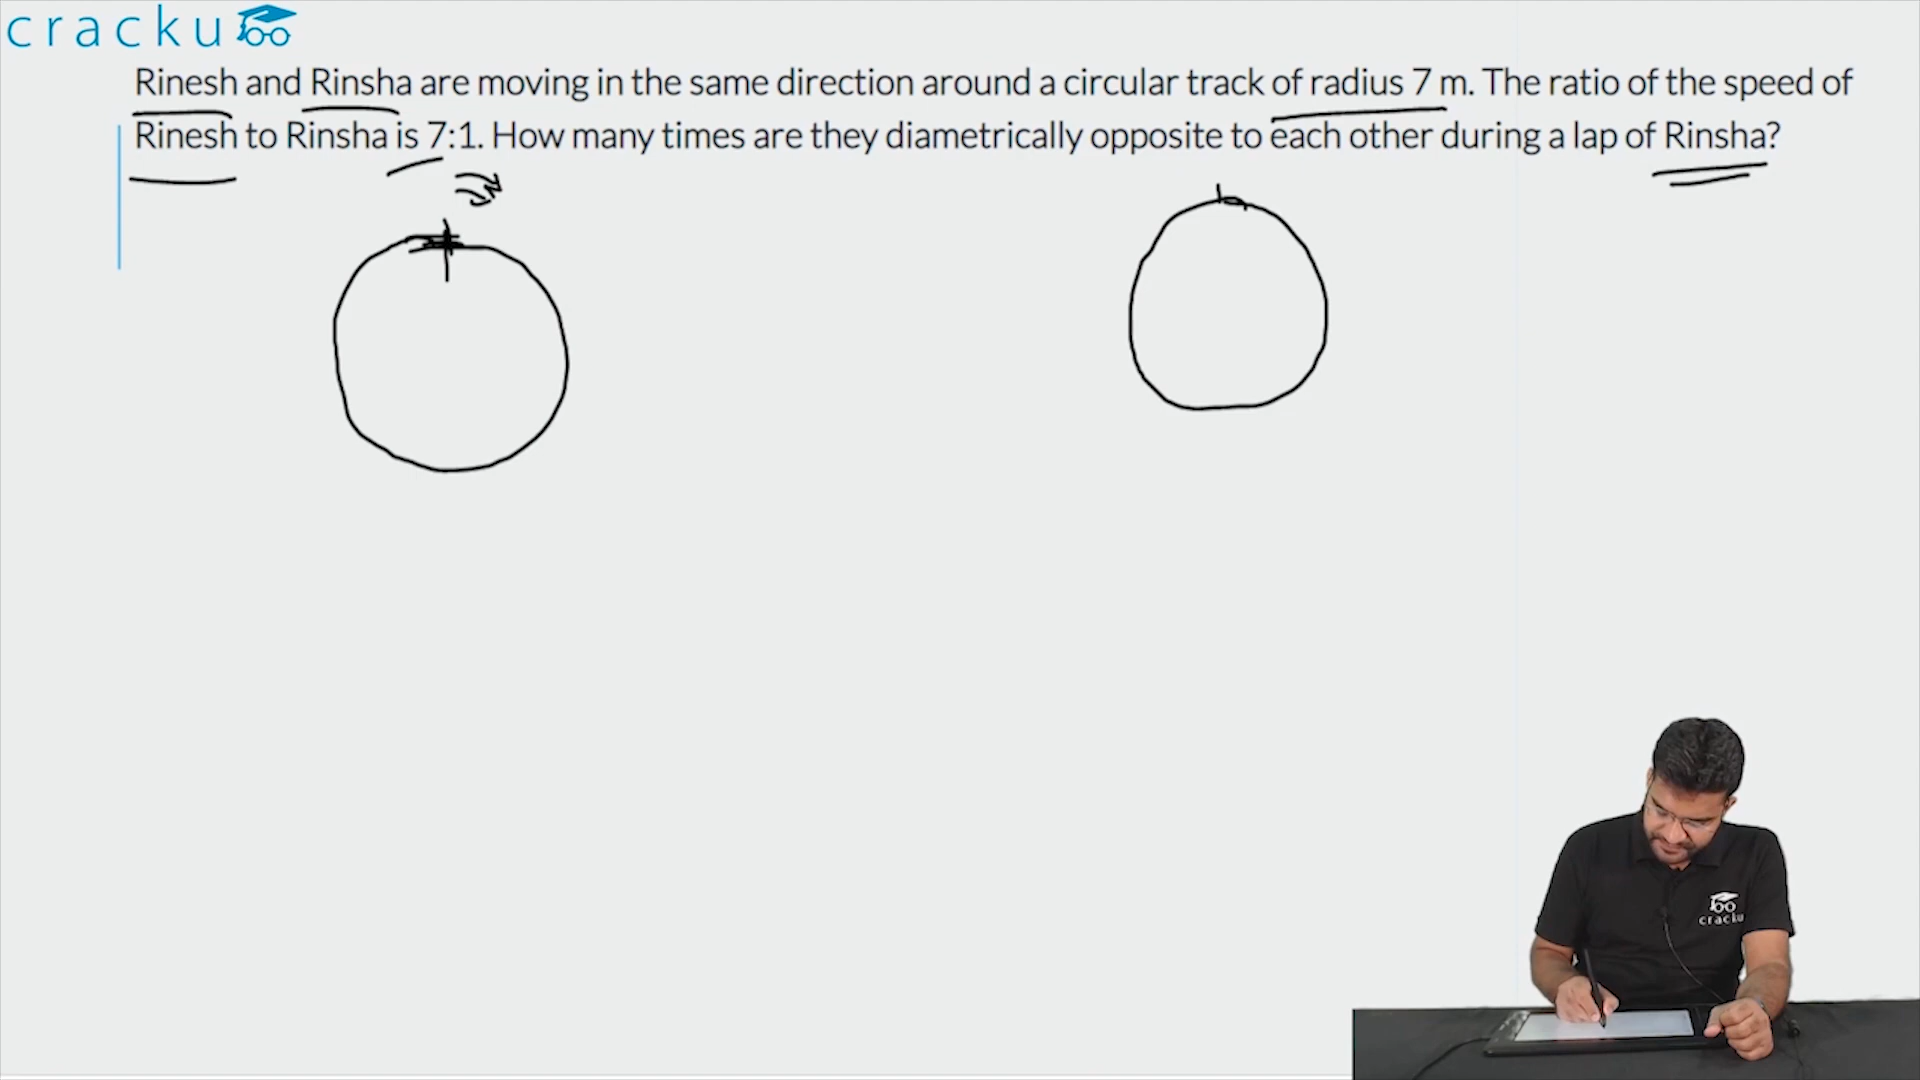 cracku
Rinesh and Rinsha are moving in the same direction around a circular track of radius 7 m. The ratio of the speed of
Rinesh to Rinsha is 7:1. How many times are they diametrically opposite to each other during a lap of Rinsha?
cracku